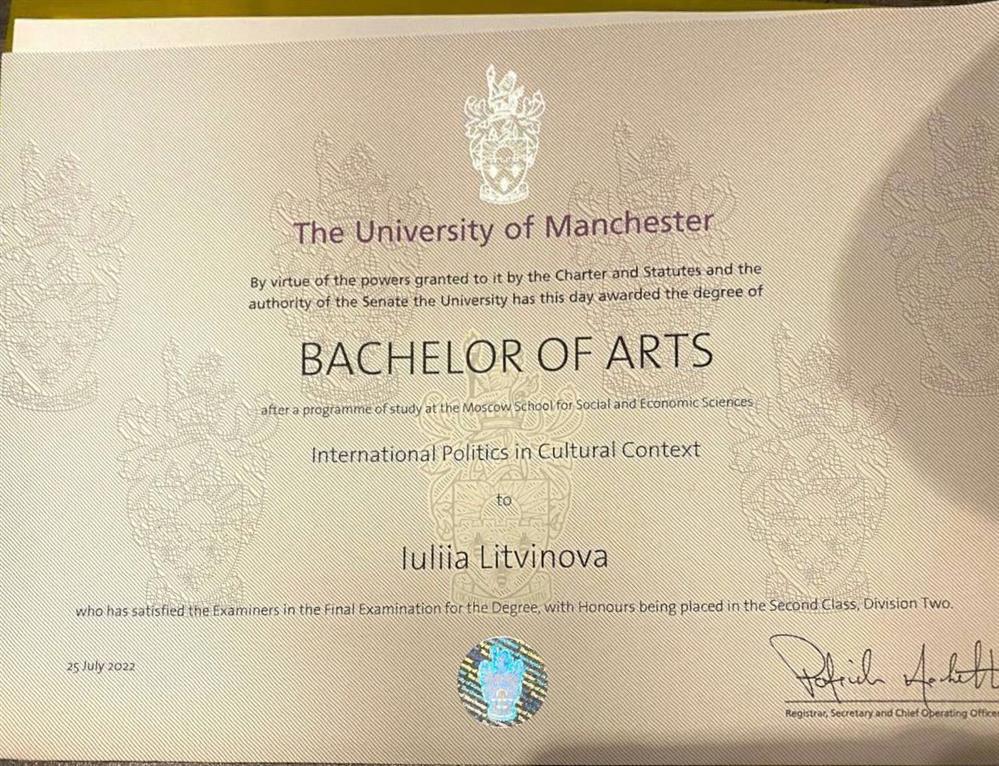 The University of Manchester
By virtue of the powers granted to it by the Charter and Statutes and the
authority of the Senate the University has this day awarded the degree of
BACHELOR OF ARTS
after a programme of study at the Moscow School for Social and Economic Sciences
International Politics in Cultural Context
to
Iuliia Litvinova
who has satisfied the Examiners in the Final Examination for the Degree, with Honours being placed in the Second Class, Division Two.
25 July 2022
Registrar, Secretary and Chief Operating Officer